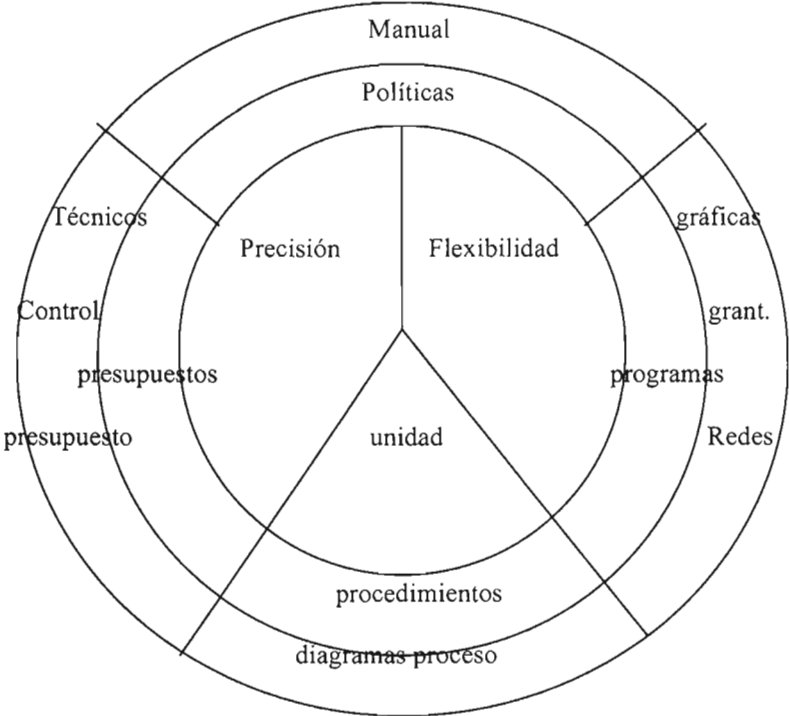 Manual
Políticas
Técnicos
gráficas
Precisión
Flexibilidad
Control
grant.
presupuestos
programas
presupuesto
unidad
Redes
procedimientos
diagramas proceso